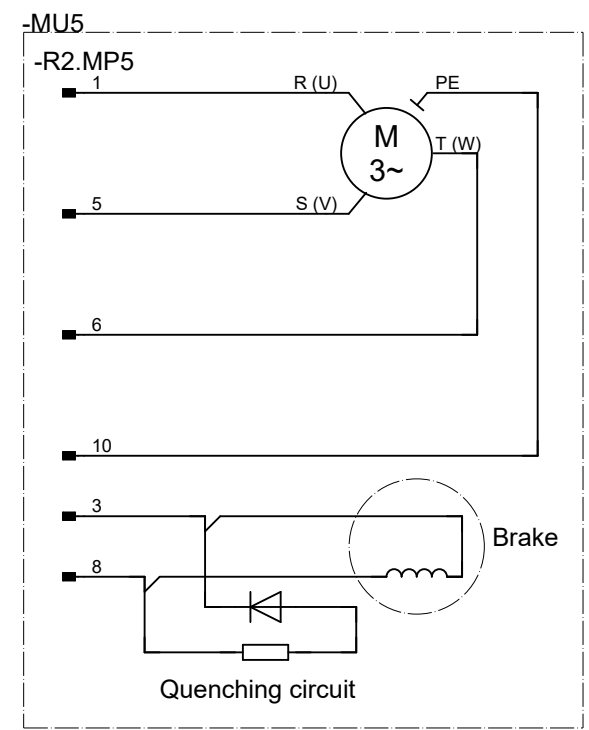 -MU5
-R2.MP5
1
R (U)
PE
M
3~
T (W)
5
S (V)
6
10
3
Brake
8
Quenching circuit